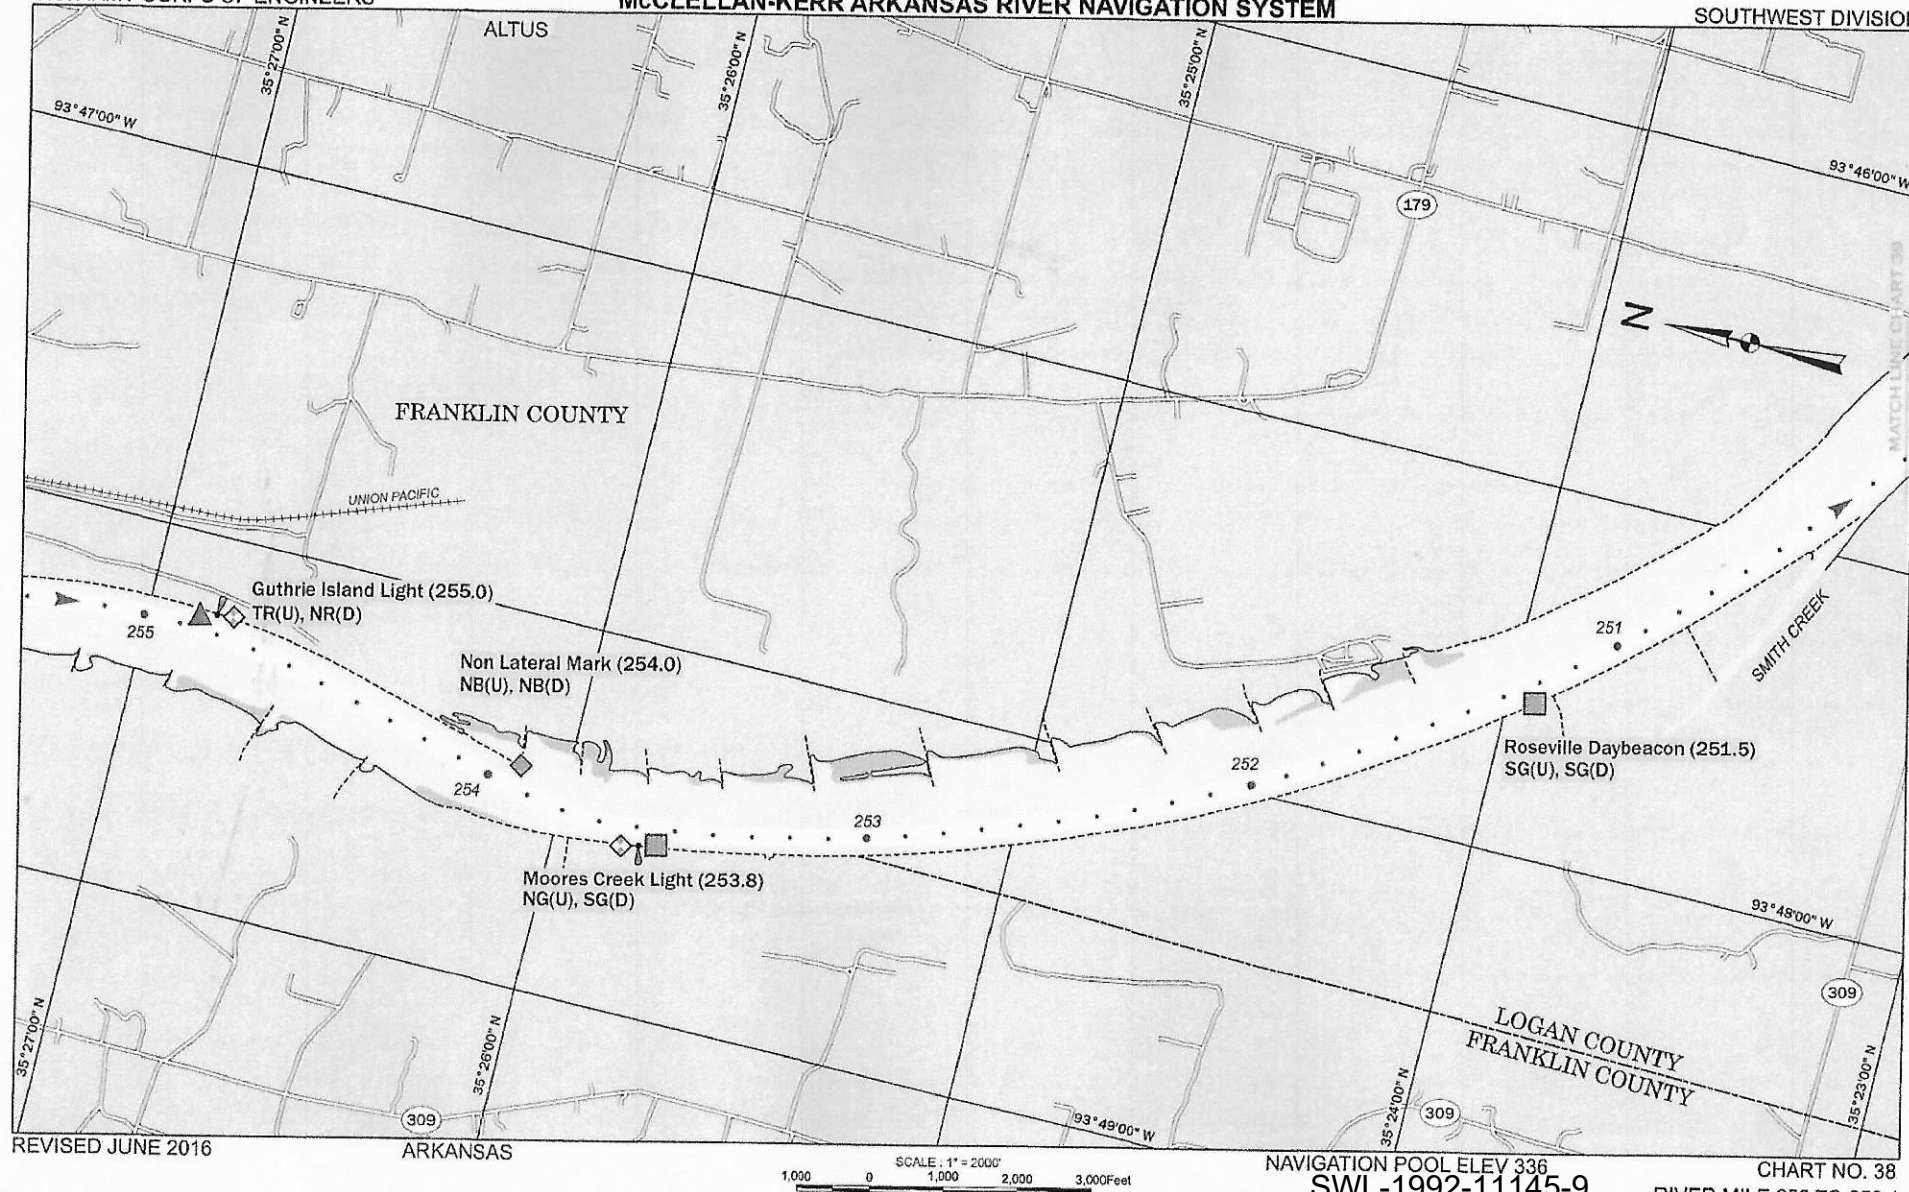 CORPS OF ENGINEERS
McCLELLAN-KERR ARKANSAS RIVER NAVIGATION SYSTEM
SOUTHWEST DIVISION
ALTUS
35°27'00" N
35°26'00" N
35°25'00" N
93°47'00" W
93°46'00" W
179
N
MATCH LINE CHART 39
FRANKLIN COUNTY
UNION PACIFIC
Guthrie Island Light (255.0)
TR(U), NR(D)
255
Non Lateral Mark (254.0)
NB(U), NB(D)
254
251
SMITH CREEK
252
253
Roseville Daybeacon (251.5)
SG(U), SG(D)
Moores Creek Light (253.8)
NG(U), SG(D)
93°48'00" W
309
LOGAN COUNTY
FRANKLIN COUNTY
35°27'00" N
35°26'00" N
35°24'00" N
35°23'00" N
309
309
93°49'00" W
REVISED JUNE 2016
ARKANSAS
SCALE : 1" = 2000'
1,000 0 1,000 2,000 3,000Feet
NAVIGATION POOL ELEV 336
SWL-1992-11145-9
CHART NO. 38
RIVER MILE